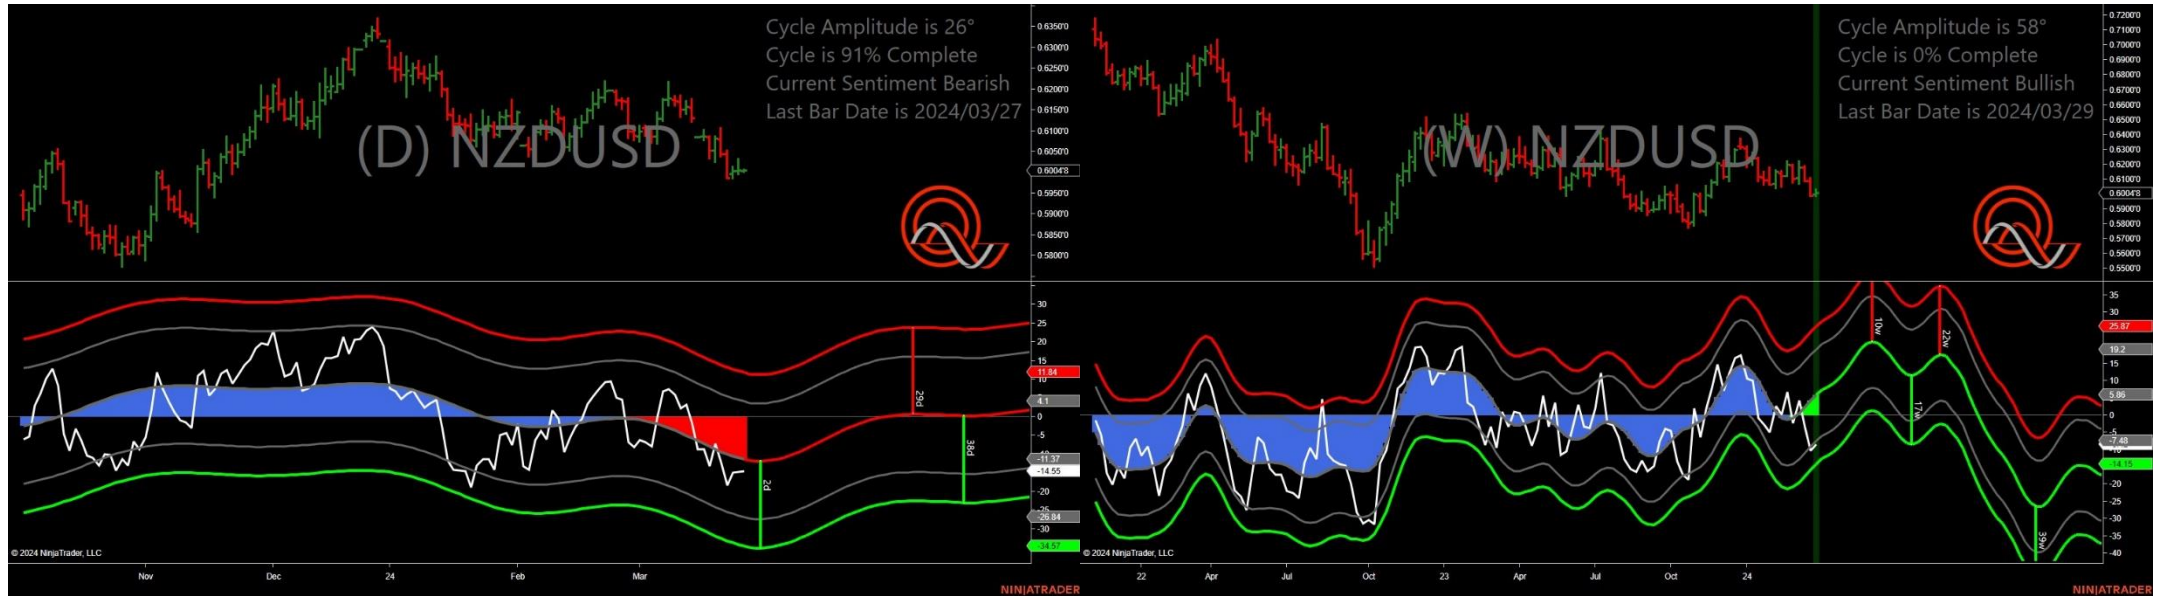 Cycle Amplitude is 26°
Cycle is 91% Complete
Current Sentiment Bearish
Last Bar Date is 2024/03/27
(D) NZDUSD
0.6350'0
0.6300'0
0.6250'0
0.6200'0
0.6150'0
0.6100'0
0.6050'0
0.6004'8
0.5950'0
0.5900'0
0.5850'0
0.5800'0
30
25
20
15
11.84
10
4.1
0
-5
-11.37
-14.55
-20
-25
-26.84
-30
-34.57
29d
38d
2d
© 2024 NinjaTrader, LLC
Nov
Dec
24
Feb
Mar
NINJATRADER
Cycle Amplitude is 58°
Cycle is 0% Complete
Current Sentiment Bullish
Last Bar Date is 2024/03/29
(W) NZDUSD
0.7200'0
0.7100'0
0.7000'0
0.6900'0
0.6800'0
0.6700'0
0.6600'0
0.6500'0
0.6400'0
0.6300'0
0.6200'0
0.6100'0
0.6004'8
0.5900'0
0.5800'0
0.5700'0
0.5600'0
0.5500'0
35
30
25.87
19.2
15
10
5.86
0
-5
-7.48
-14.15
-20
-25
-30
-35
-40
10w
22w
17w
39w
© 2024 NinjaTrader, LLC
22
Apr
Jul
Oct
23
Apr
Jul
Oct
24
NINJATRADER